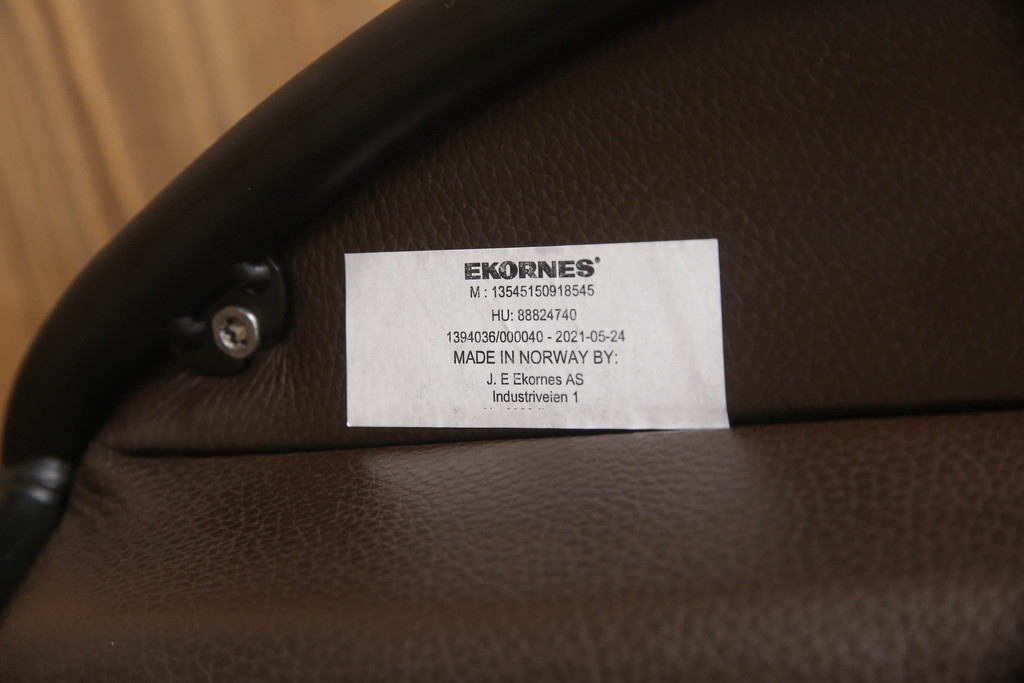 EKORNES®
M : 13545150918545
HU: 88824740
1394036/000040 - 2021-05-24
MADE IN NORWAY BY:
J. E Ekornes AS
Industriveien 1